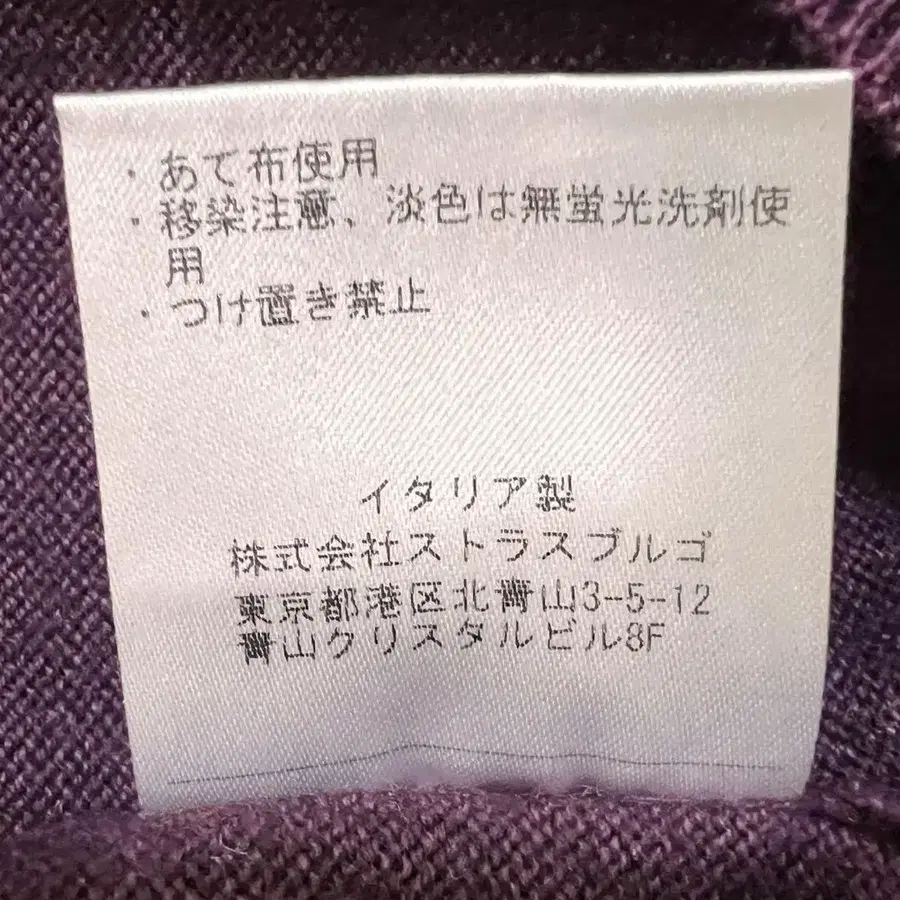 ・あて布使用
・移染注意、淡色は無蛍光洗剤使
用
・つけ置き禁止
イタリア製
株式会社ストラスブルゴ
東京都港区北青山3-5-12
青山クリスタルビル8F